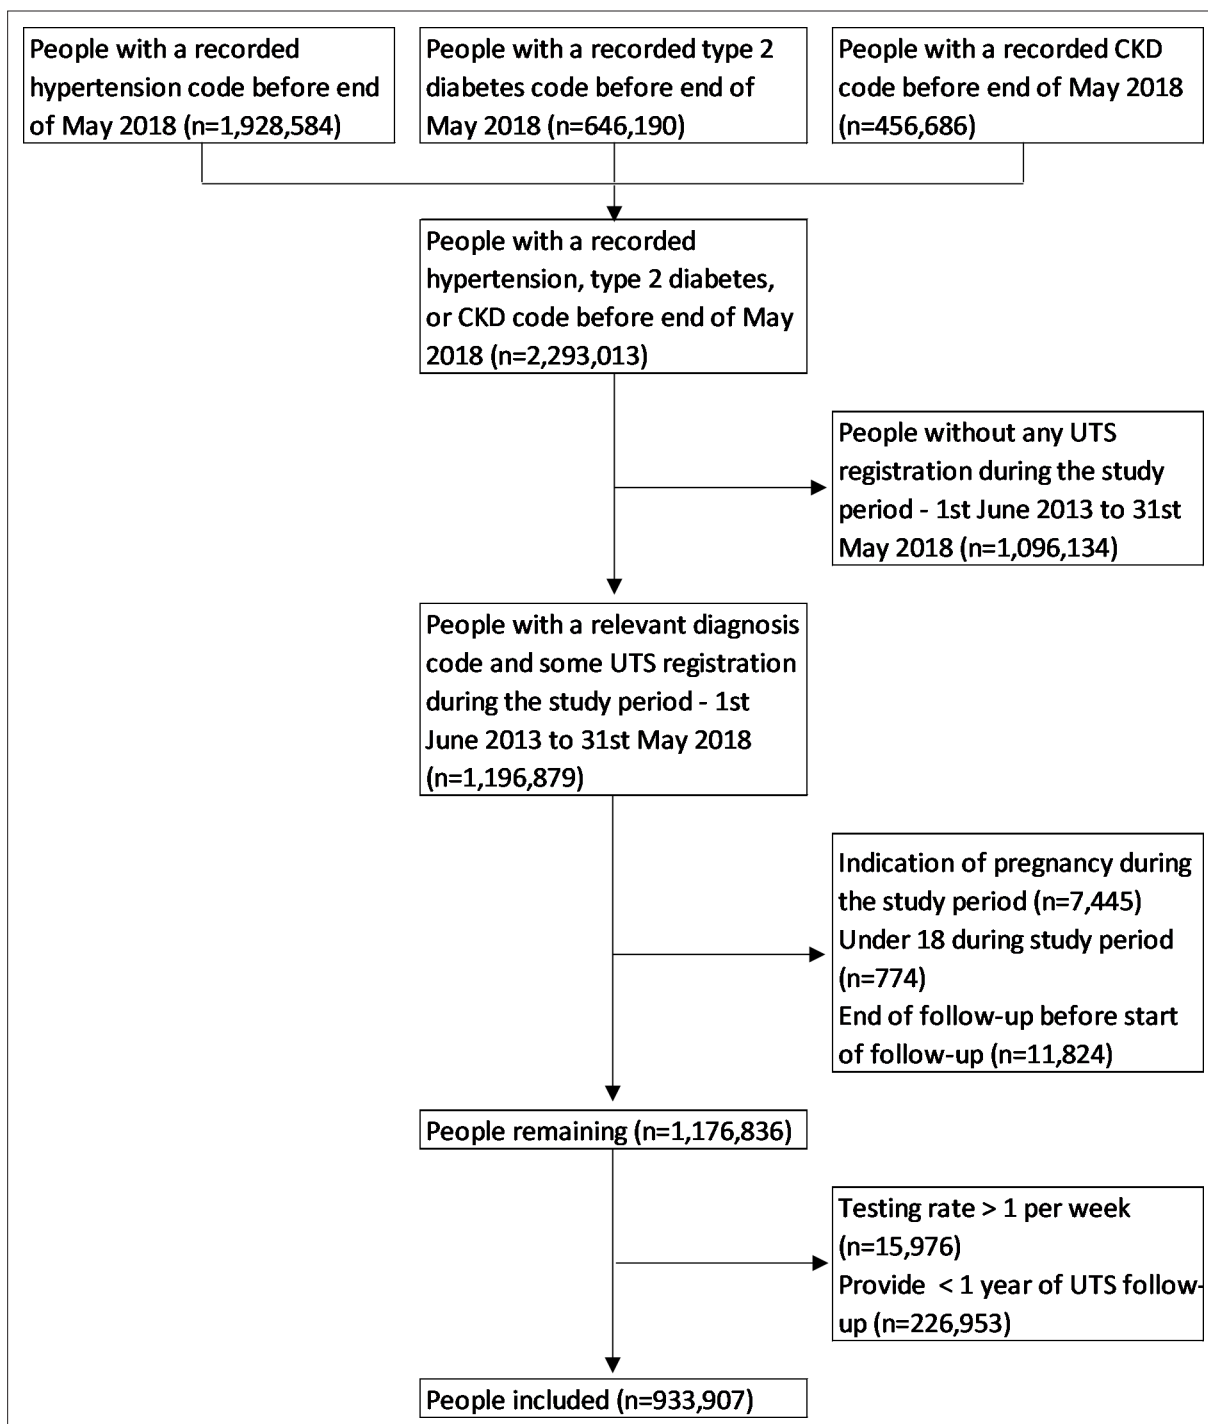 People with a recorded
hypertension code before end
of May 2018 (n=1,928,584)
People with a recorded type 2
diabetes code before end of
May 2018 (n=646,190)
People with a recorded CKD
code before end of May 2018
(n=456,686)
People with a recorded
hypertension, type 2 diabetes,
or CKD code before end of May
2018 (n=2,293,013)
People without any UTS
registration during the study
period - 1st June 2013 to 31st
May 2018 (n=1,096,134)
People with a relevant diagnosis
code and some UTS registration
during the study period - 1st
June 2013 to 31st May 2018
(n=1,196,879)
Indication of pregnancy during
the study period (n=7,445)
Under 18 during study period
(n=774)
End of follow-up before start
of follow-up (n=11,824)
People remaining (n=1,176,836)
Testing rate > 1 per week
(n=15,976)
Provide  < 1 year of UTS follow-
up (n=226,953)
People included (n=933,907)